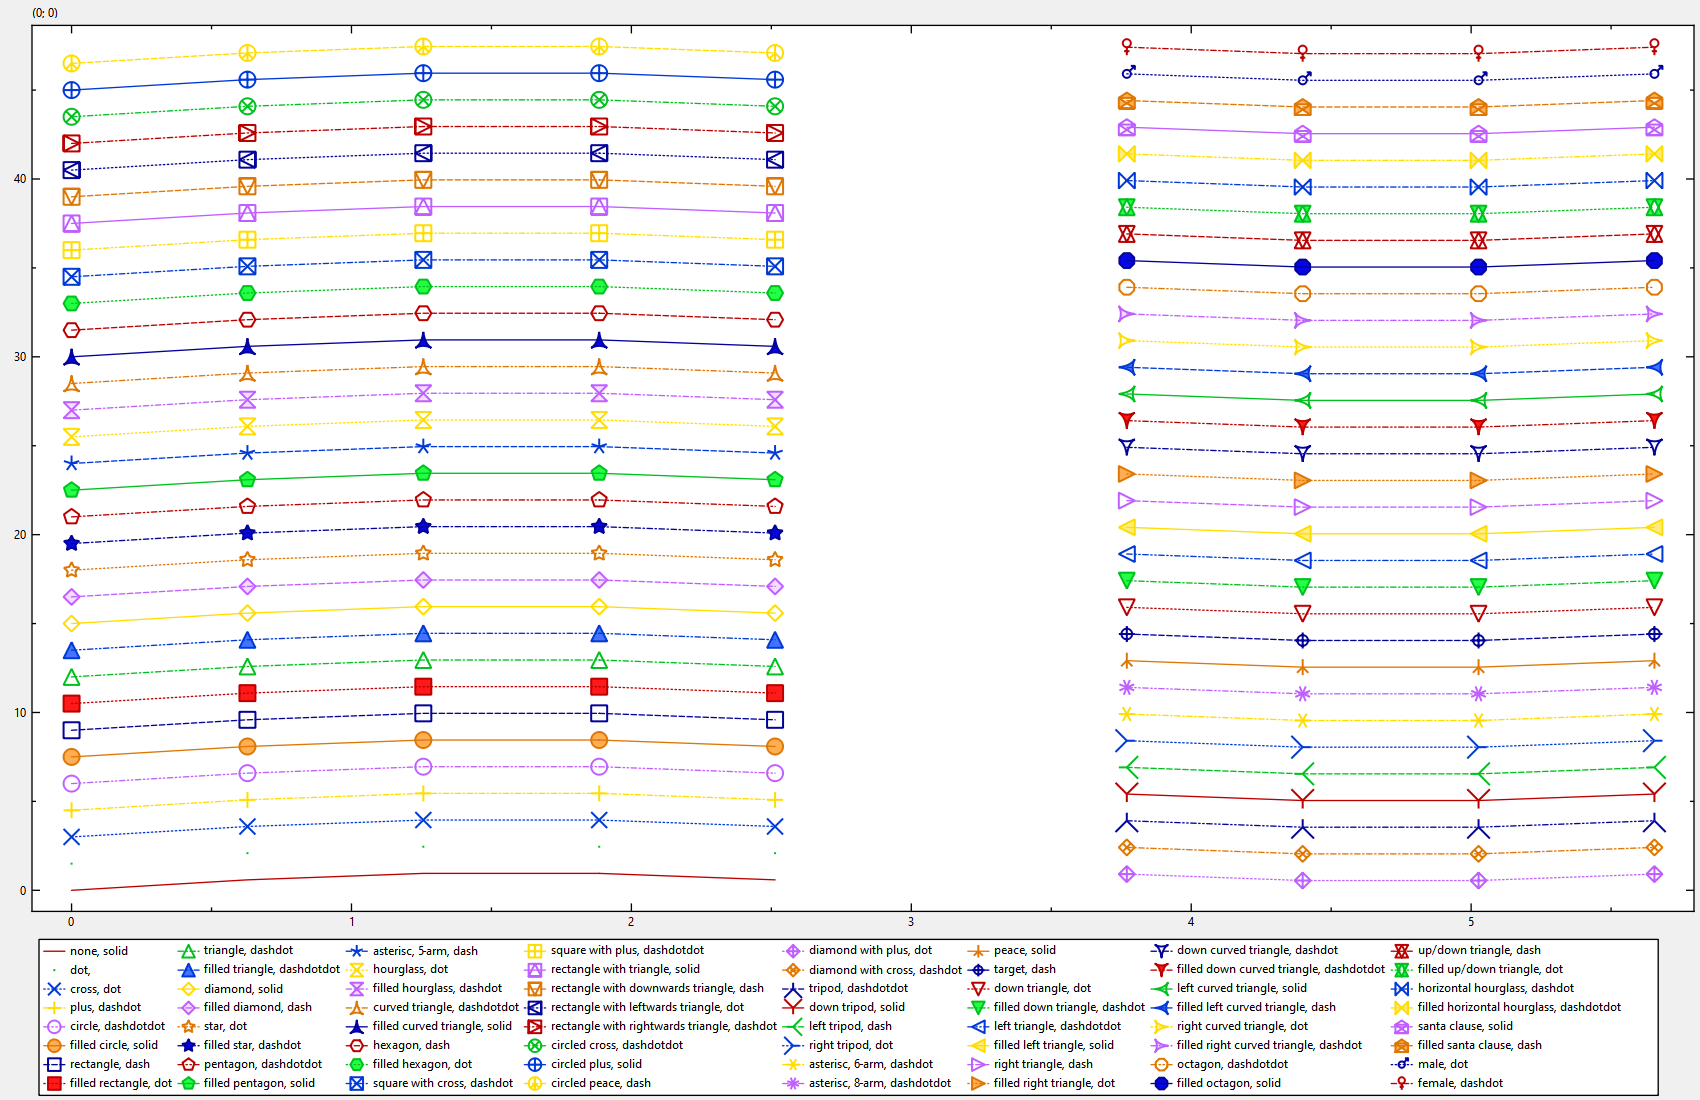 (0; 0)
40
30
20
10
0
0 1 2 3 4 5
none, solid
dot,
cross, dot
plus, dashdot
circle, dashdotdot
filled circle, solid
rectangle, dash
filled rectangle, dot
triangle, dashdot
filled triangle, dashdotdot
diamond, solid
filled diamond, dash
star, dot
filled star, dashdot
pentagon, dashdotdot
filled pentagon, solid
asterisc, 5-arm, dash
hourglass, dot
filled hourglass, dashdot
curved triangle, dashdotdot
filled curved triangle, solid
hexagon, dash
filled hexagon, dot
square with cross, dashdot
square with plus, dashdotdot
rectangle with triangle, solid
rectangle with downwards triangle, dash
rectangle with leftwards triangle, dot
rectangle with rightwards triangle, dashdot
circled cross, dashdotdot
circled plus, solid
circled peace, dash
diamond with plus, dot
diamond with cross, dashdot
tripod, dashdotdot
down tripod, solid
left tripod, dash
right tripod, dot
asterisc, 6-arm, dashdot
asterisc, 8-arm, dashdotdot
peace, solid
target, dash
down triangle, dot
filled down triangle, dashdot
left triangle, dashdotdot
filled left triangle, solid
right triangle, dash
filled right triangle, dot
down curved triangle, dashdot
filled down curved triangle, dashdotdot
left curved triangle, solid
filled left curved triangle, dash
right curved triangle, dot
filled right curved triangle, dashdot
octagon, dashdotdot
filled octagon, solid
up/down triangle, dash
filled up/down triangle, dot
horizontal hourglass, dashdot
filled horizontal hourglass, dashdotdot
santa clause, solid
filled santa clause, dash
male, dot
female, dashdot